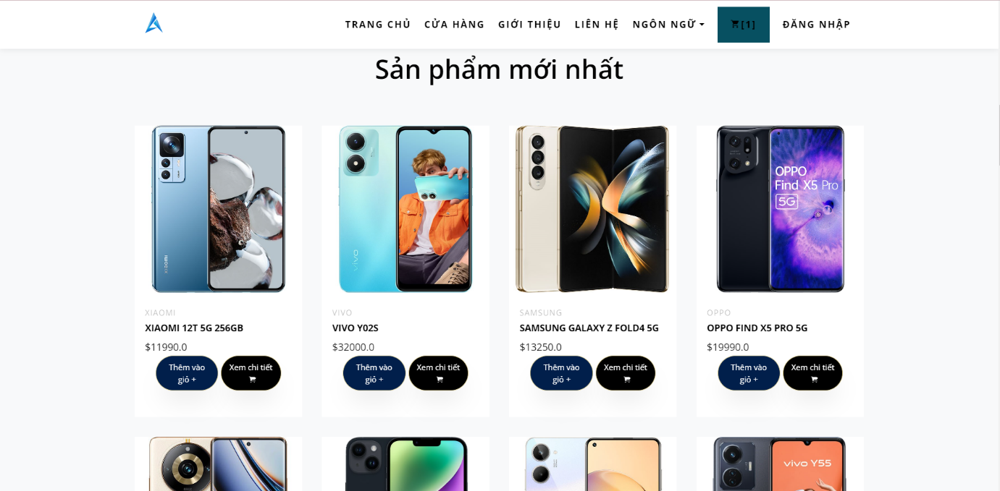 TRANG CHỦ CỬA HÀNG GIỚI THIỆU LIÊN HỆ NGÔN NGỮ [1] ĐĂNG NHẬP
Sản phẩm mới nhất
xiaomi
vivo
OPPO
Find X5 Pro
5G
XIAOMI
XIAOMI 12T 5G 256GB
$11990.0
Thêm vào
giỏ +
Xem chi tiết
VIVO
VIVO Y02S
$32000.0
Thêm vào
giỏ +
Xem chi tiết
SAMSUNG
SAMSUNG GALAXY Z FOLD4 5G
$13250.0
Thêm vào
giỏ +
Xem chi tiết
OPPO
OPPO FIND X5 PRO 5G
$19990.0
Thêm vào
giỏ +
Xem chi tiết
vivo Y55